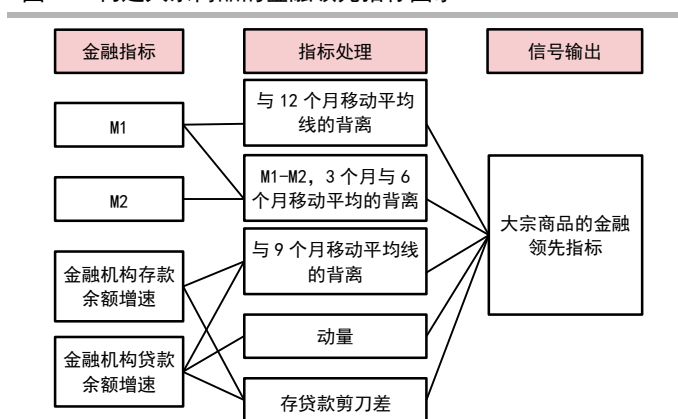 金融指标
指标处理
信号输出
M1
与 12 个月移动平均
线的背离
M1-M2，3 个月与 6
个月移动平均的背离
M2
大宗商品的金融
领先指标
金融机构存款
余额增速
与 9 个月移动平均线
的背离
动量
金融机构贷款
余额增速
存贷款剪刀差